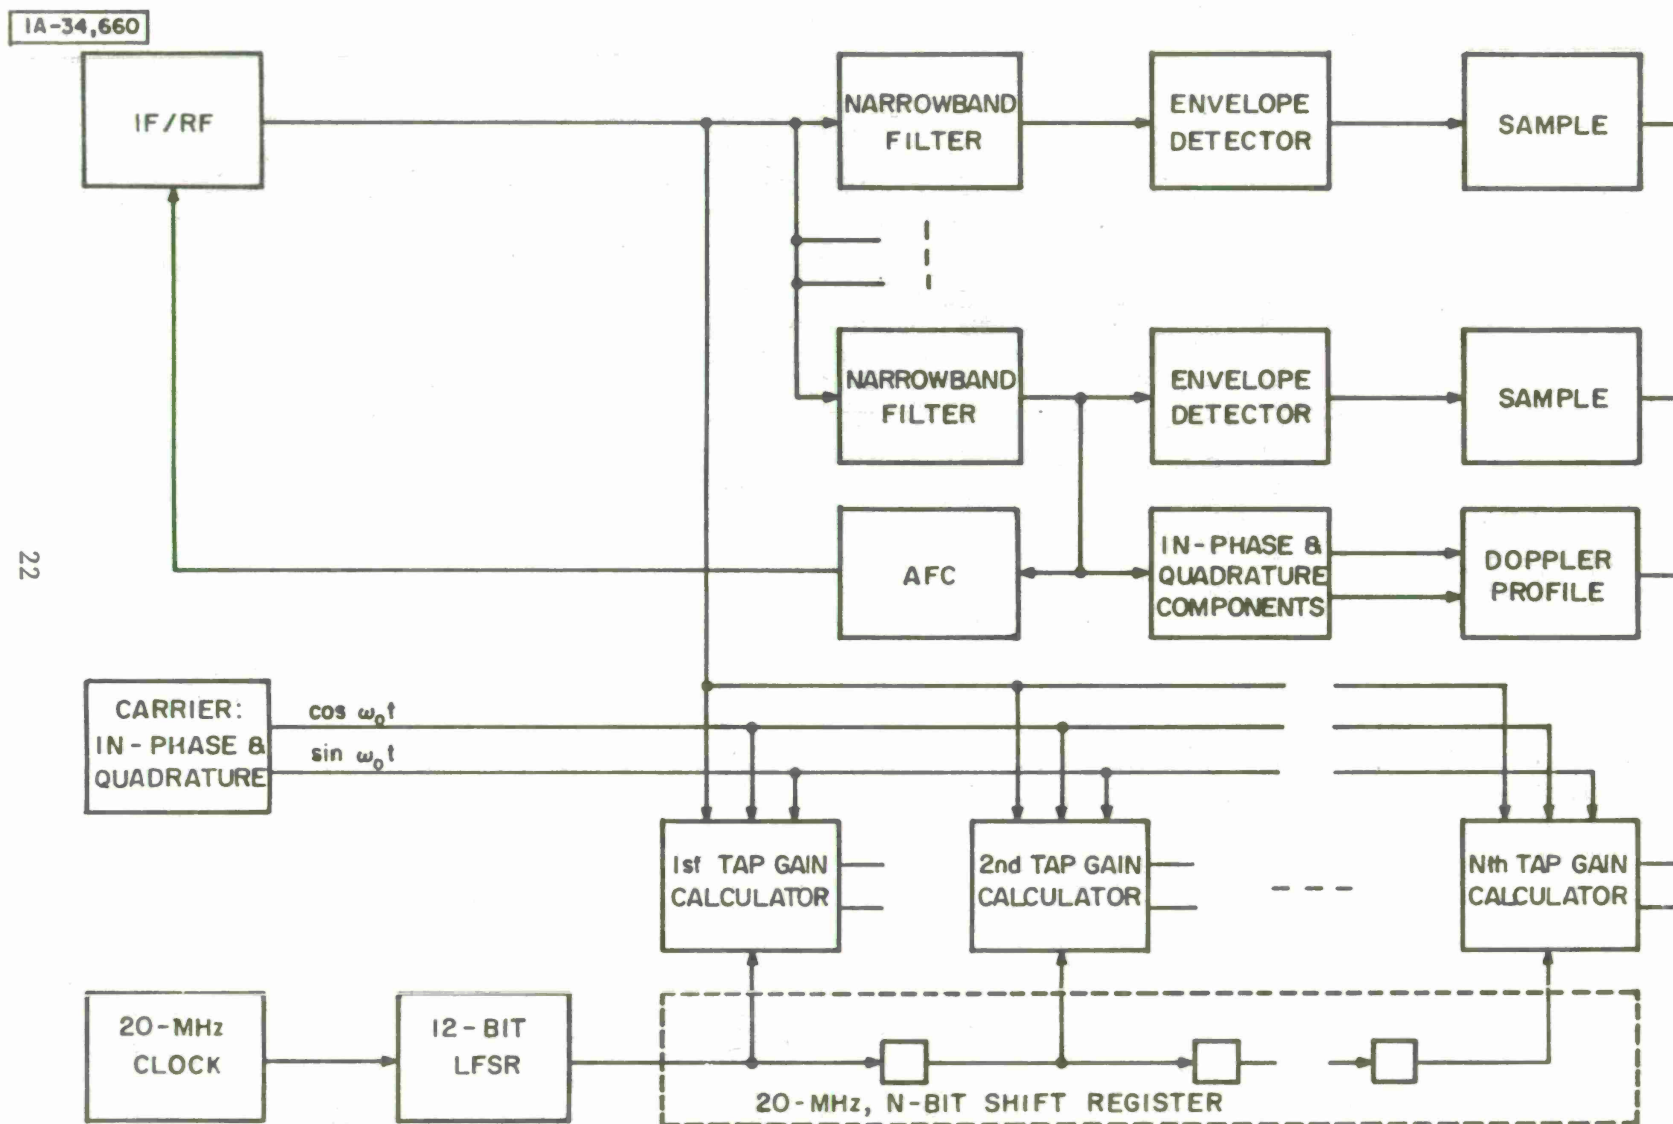 IA-34,660
IF/RF
NARROWBAND
FILTER
ENVELOPE
DETECTOR
SAMPLE
NARROWBAND
FILTER
ENVELOPE
DETECTOR
SAMPLE
22
AFC
IN-PHASE &
QUADRATURE
COMPONENTS
DOPPLER
PROFILE
CARRIER:
IN-PHASE &
QUADRATURE
cos ω₀t
sin ω₀t
1st TAP GAIN
CALCULATOR
2nd TAP GAIN
CALCULATOR
Nth TAP GAIN
CALCULATOR
20-MHz
CLOCK
12-BIT
LFSR
20-MHz, N-BIT SHIFT REGISTER